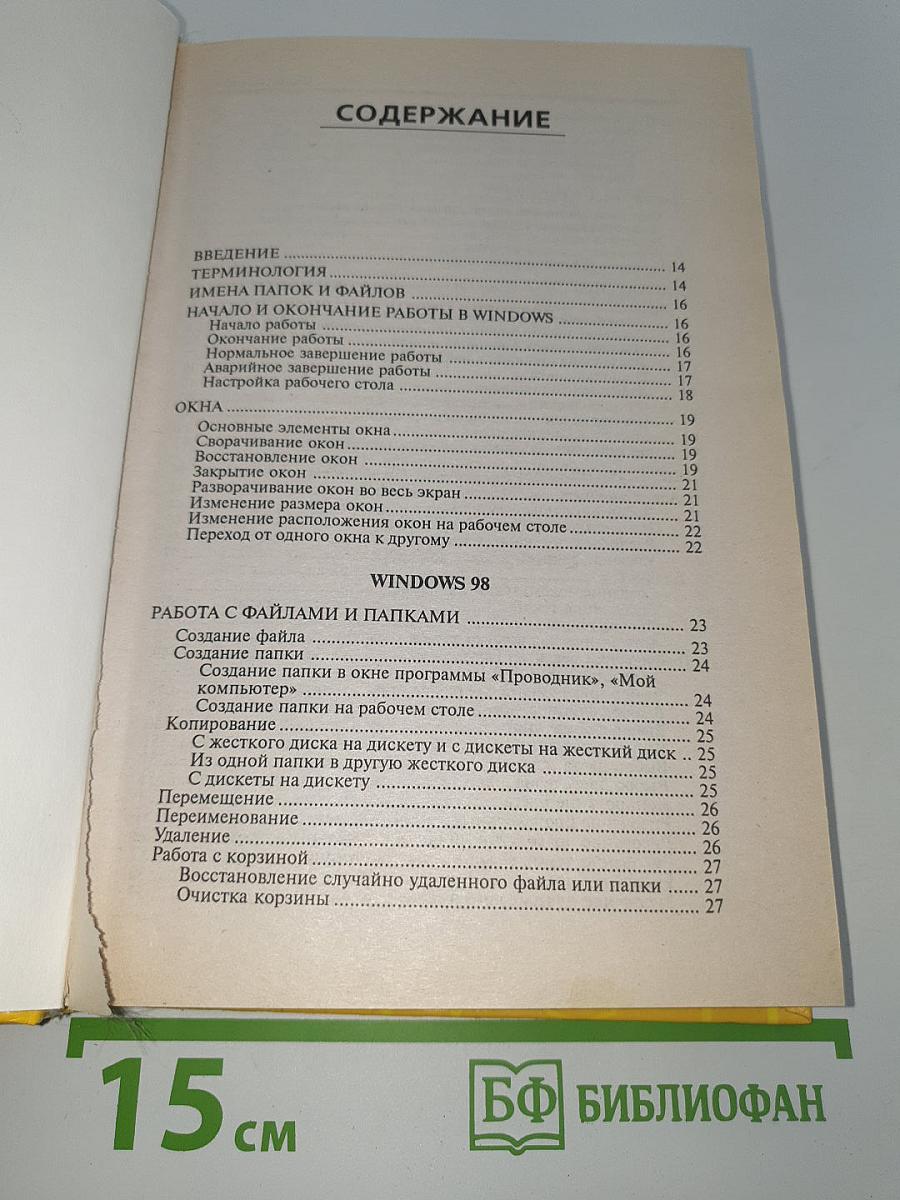 СОДЕРЖАНИЕ
ВВЕДЕНИЕ ........ 14
ТЕРМИНОЛОГИЯ ........ 14
ИМЕНА ПАПОК И ФАЙЛОВ ........ 16
НАЧАЛО И ОКОНЧАНИЕ РАБОТЫ В WINDOWS ........ 16
Начало работы ........ 16
Окончание работы ........ 16
Нормальное завершение работы ........ 17
Аварийное завершение работы ........ 17
Настройка рабочего стола ........ 18
ОКНА ........ 19
Основные элементы окна ........ 19
Сворачивание окон ........ 19
Восстановление окон ........ 19
Закрытие окон ........ 21
Разворачивание окон во весь экран ........ 21
Изменение размера окон ........ 21
Изменение расположения окон на рабочем столе ........ 22
Переход от одного окна к другому ........ 22
WINDOWS 98
РАБОТА С ФАЙЛАМИ И ПАПКАМИ ........ 23
Создание файла ........ 23
Создание папки ........ 24
Создание папки в окне программы «Проводник», «Мой
компьютер» ........ 24
Создание папки на рабочем столе ........ 24
Копирование ........ 25
С жесткого диска на дискету и с дискеты на жесткий диск .. 25
Из одной папки в другую жесткого диска ........ 25
С дискеты на дискету ........ 25
Перемещение ........ 26
Переименование ........ 26
Удаление ........ 26
Работа с корзиной ........ 27
Восстановление случайно удаленного файла или папки ...... 27
Очистка корзины ........ 27
15 см
БФ БИБЛИОФАН